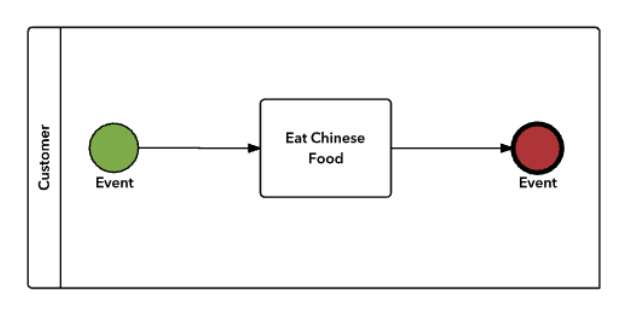 Customer
Event
Eat Chinese
Food
Event